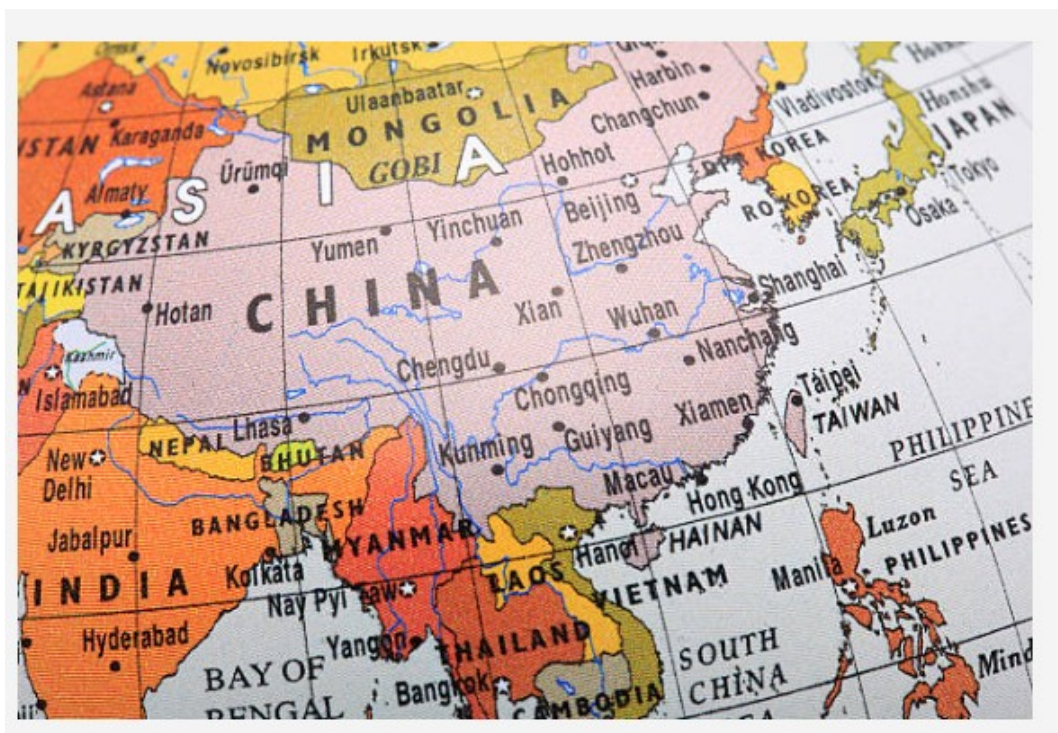 Novosibirsk
Irkutsk
Astana
Karaganda
Almaty
ASIA
Ulaanbaatar
MONGOLIA
GOBI
Harbin
Changchun
Vladivostok
Honshu
JAPAN
Tokyo
Osaka
DPR KOREA
RO KOREA
Ürümqi
Hohhot
Beijing
Yinchuan
Yumen
Zhengzhou
KYRGYZSTAN
TAJIKISTAN
Hotan
CHINA
Xian
Wuhan
Shanghai
Nanchang
Kashmir
Islamabad
Chengdu
Chongqing
Xiamen
Taipei
TAIWAN
PHILIPPINE
SEA
New
Delhi
NEPAL
Lhasa
BHUTAN
Kunming
Guiyang
Macau
Hong Kong
HAINAN
Luzon
PHILIPPINES
Manila
Jabalpur
BANGLADESH
MYANMAR
Hanoi
INDIA
Kolkata
Nay Pyi Taw
LAOS
VIETNAM
Hyderabad
Yangon
THAILAND
BAY OF
BENGAL
Bangkok
CAMBODIA
SOUTH
CHINA